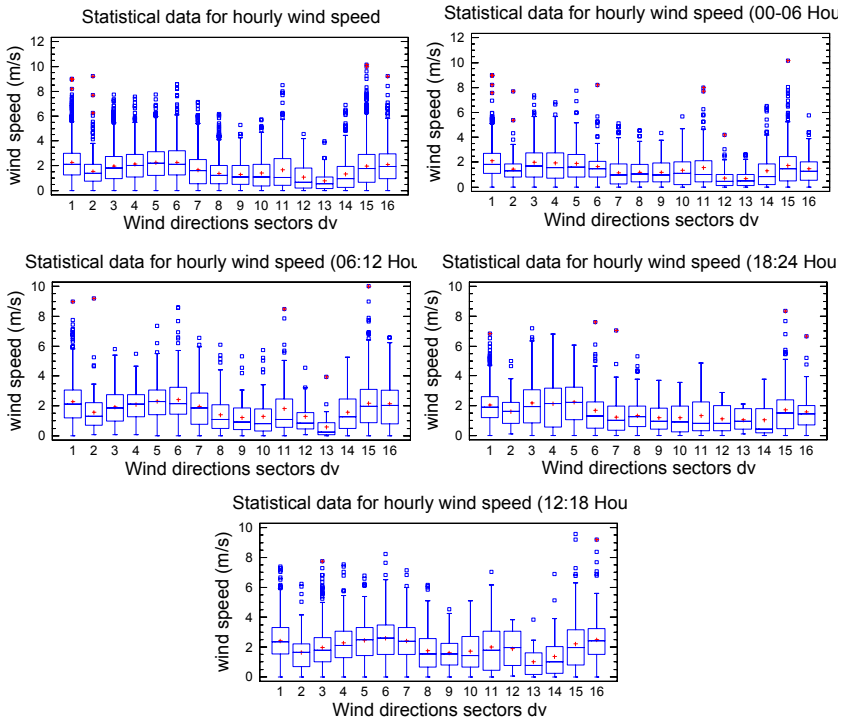 Statistical data for hourly wind speed
wind speed (m/s)
12
10
8
6
4
2
0
1 2 3 4 5 6 7 8 9 10 11 12 13 14 15 16
Wind directions sectors dv
Statistical data for hourly wind speed (00-06 Hou
wind speed (m/s)
12
10
8
6
4
2
0
1 2 3 4 5 6 7 8 9 10 11 12 13 14 15 16
Wind directions sectors dv
Statistical data for hourly wind speed (06:12 Hou
wind speed (m/s)
10
8
6
4
2
0
1 2 3 4 5 6 7 8 9 10 11 12 13 14 15 16
Wind directions sectors dv
Statistical data for hourly wind speed (18:24 Hou
wind speed (m/s)
10
8
6
4
2
0
1 2 3 4 5 6 7 8 9 10 11 12 13 14 15 16
Wind directions sectors dv
Statistical data for hourly wind speed (12:18 Hou
wind speed (m/s)
10
8
6
4
2
0
1 2 3 4 5 6 7 8 9 10 11 12 13 14 15 16
Wind directions sectors dv